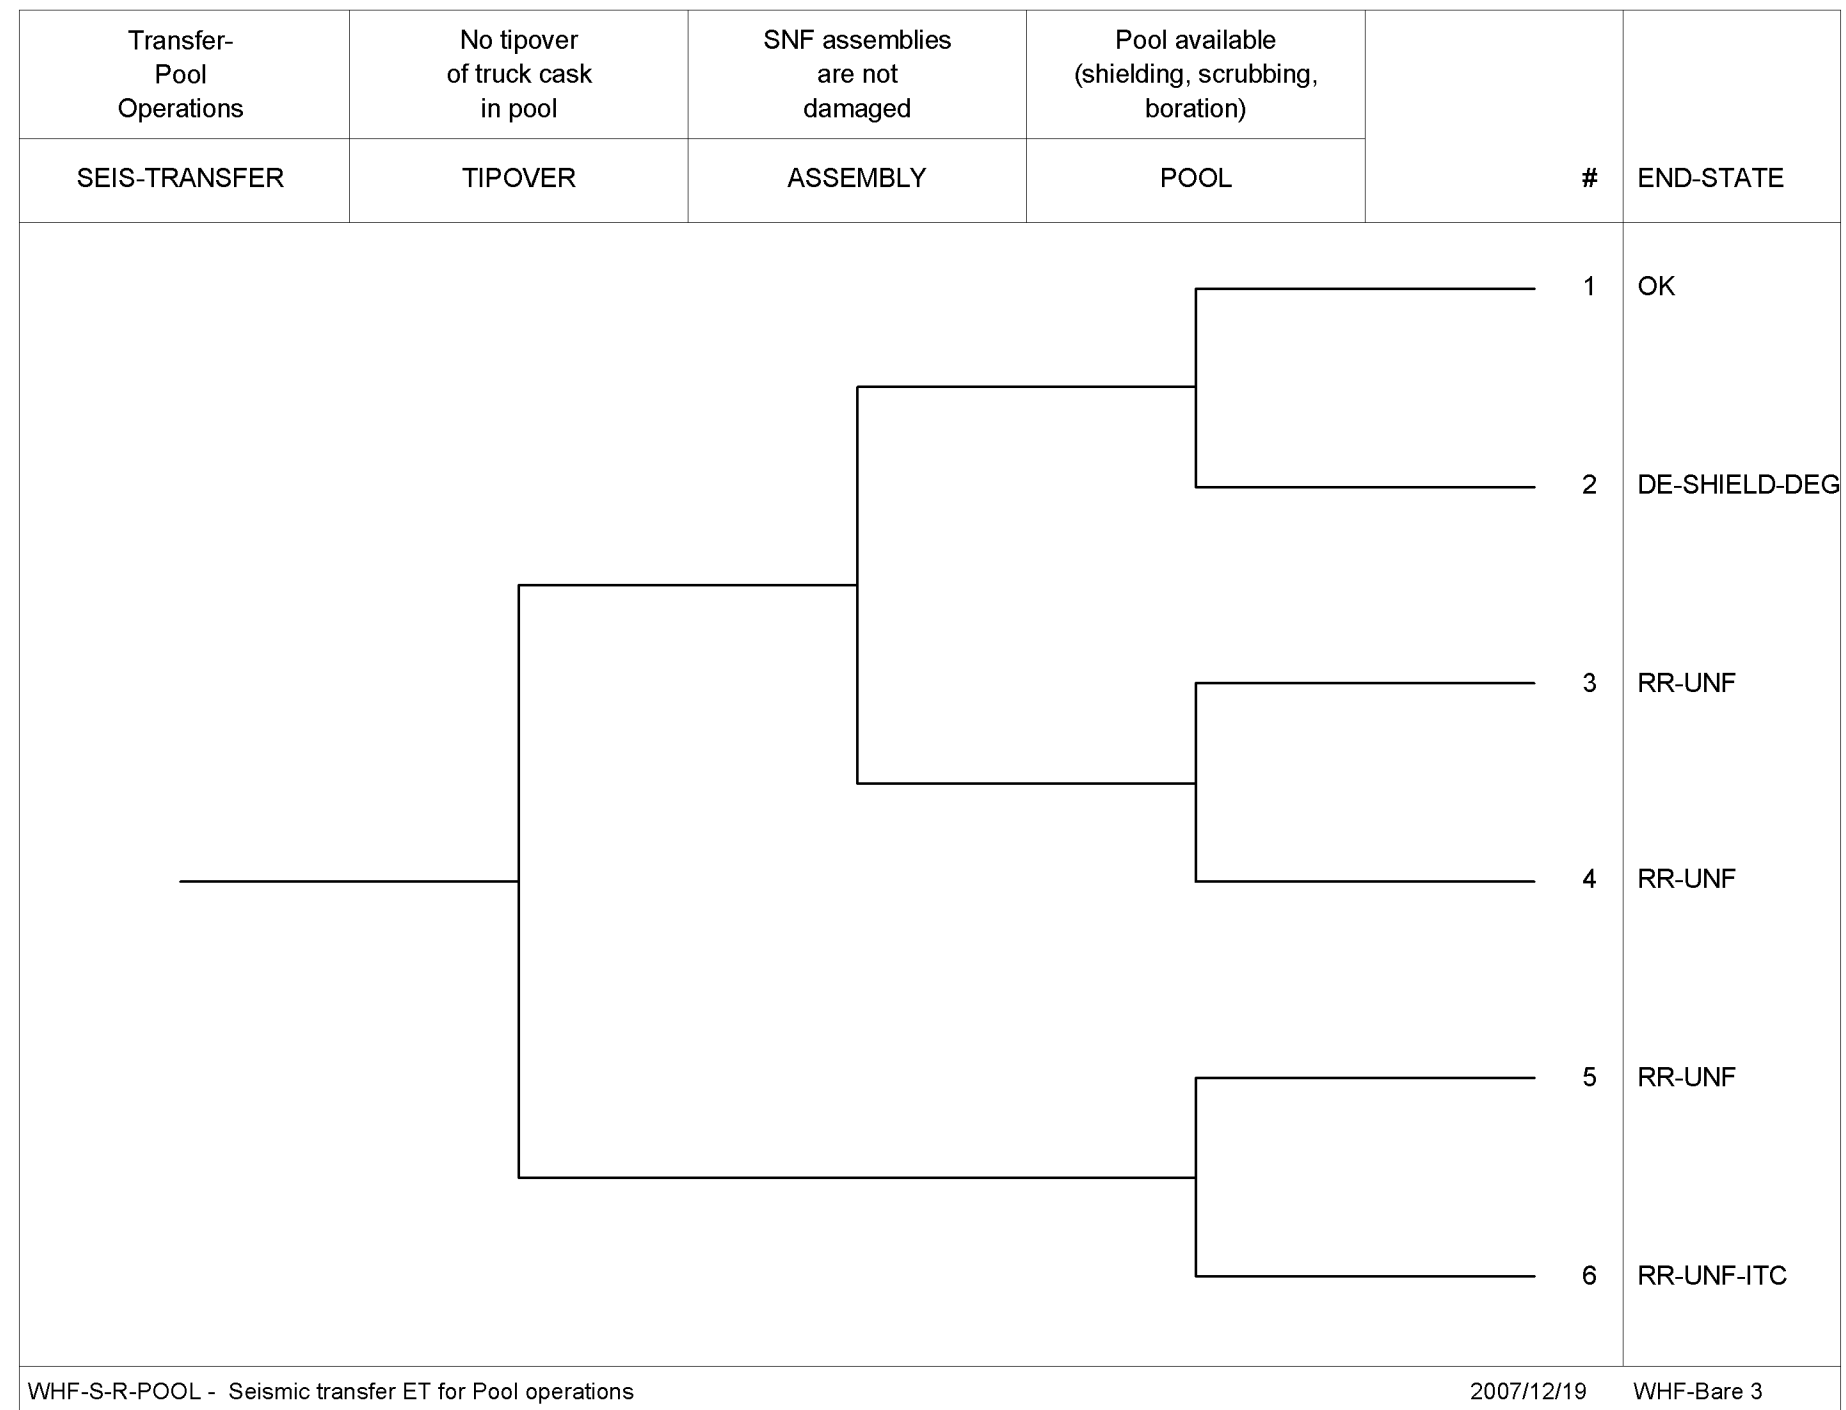 Transfer-
Pool
Operations
No tipover
of truck cask
in pool
SNF assemblies
are not
damaged
Pool available
(shielding, scrubbing,
boration)
SEIS-TRANSFER
TIPOVER
ASSEMBLY
POOL
#
END-STATE
1 OK
2 DE-SHIELD-DEG
3 RR-UNF
4 RR-UNF
5 RR-UNF
6 RR-UNF-ITC
WHF-S-R-POOL - Seismic transfer ET for Pool operations
2007/12/19
WHF-Bare 3